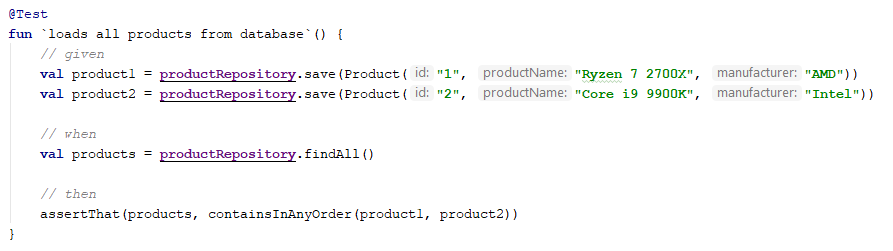 @Test
fun `loads all products from database`() {
// given
val product1 = productRepository.save(Product( id: "1", productName: "Ryzen 7 2700X", manufacturer: "AMD"))
val product2 = productRepository.save(Product( id: "2", productName: "Core i9 9900K", manufacturer: "Intel"))
// when
val products = productRepository.findAll()
// then
assertThat(products, containsInAnyOrder(product1, product2))
}